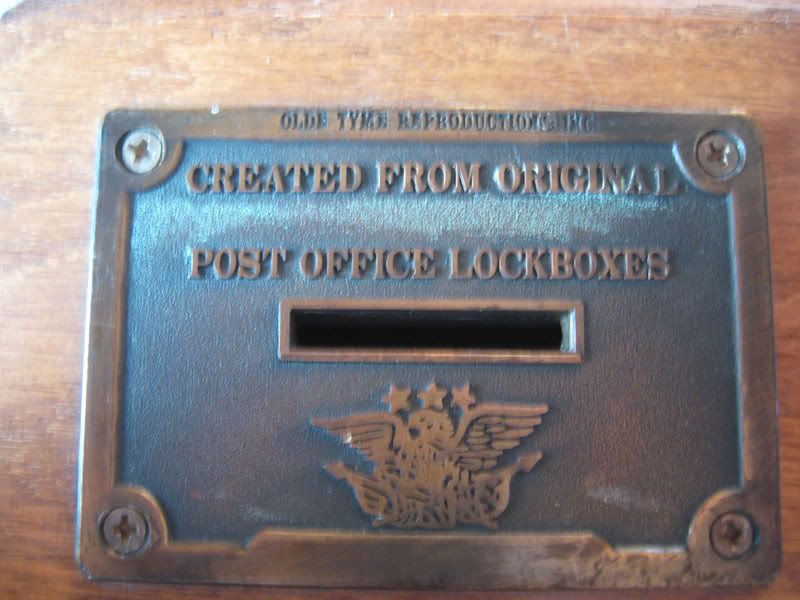 OLDE TYME REPRODUCTIONS INC
CREATED FROM ORIGINAL
POST OFFICE LOCKBOXES